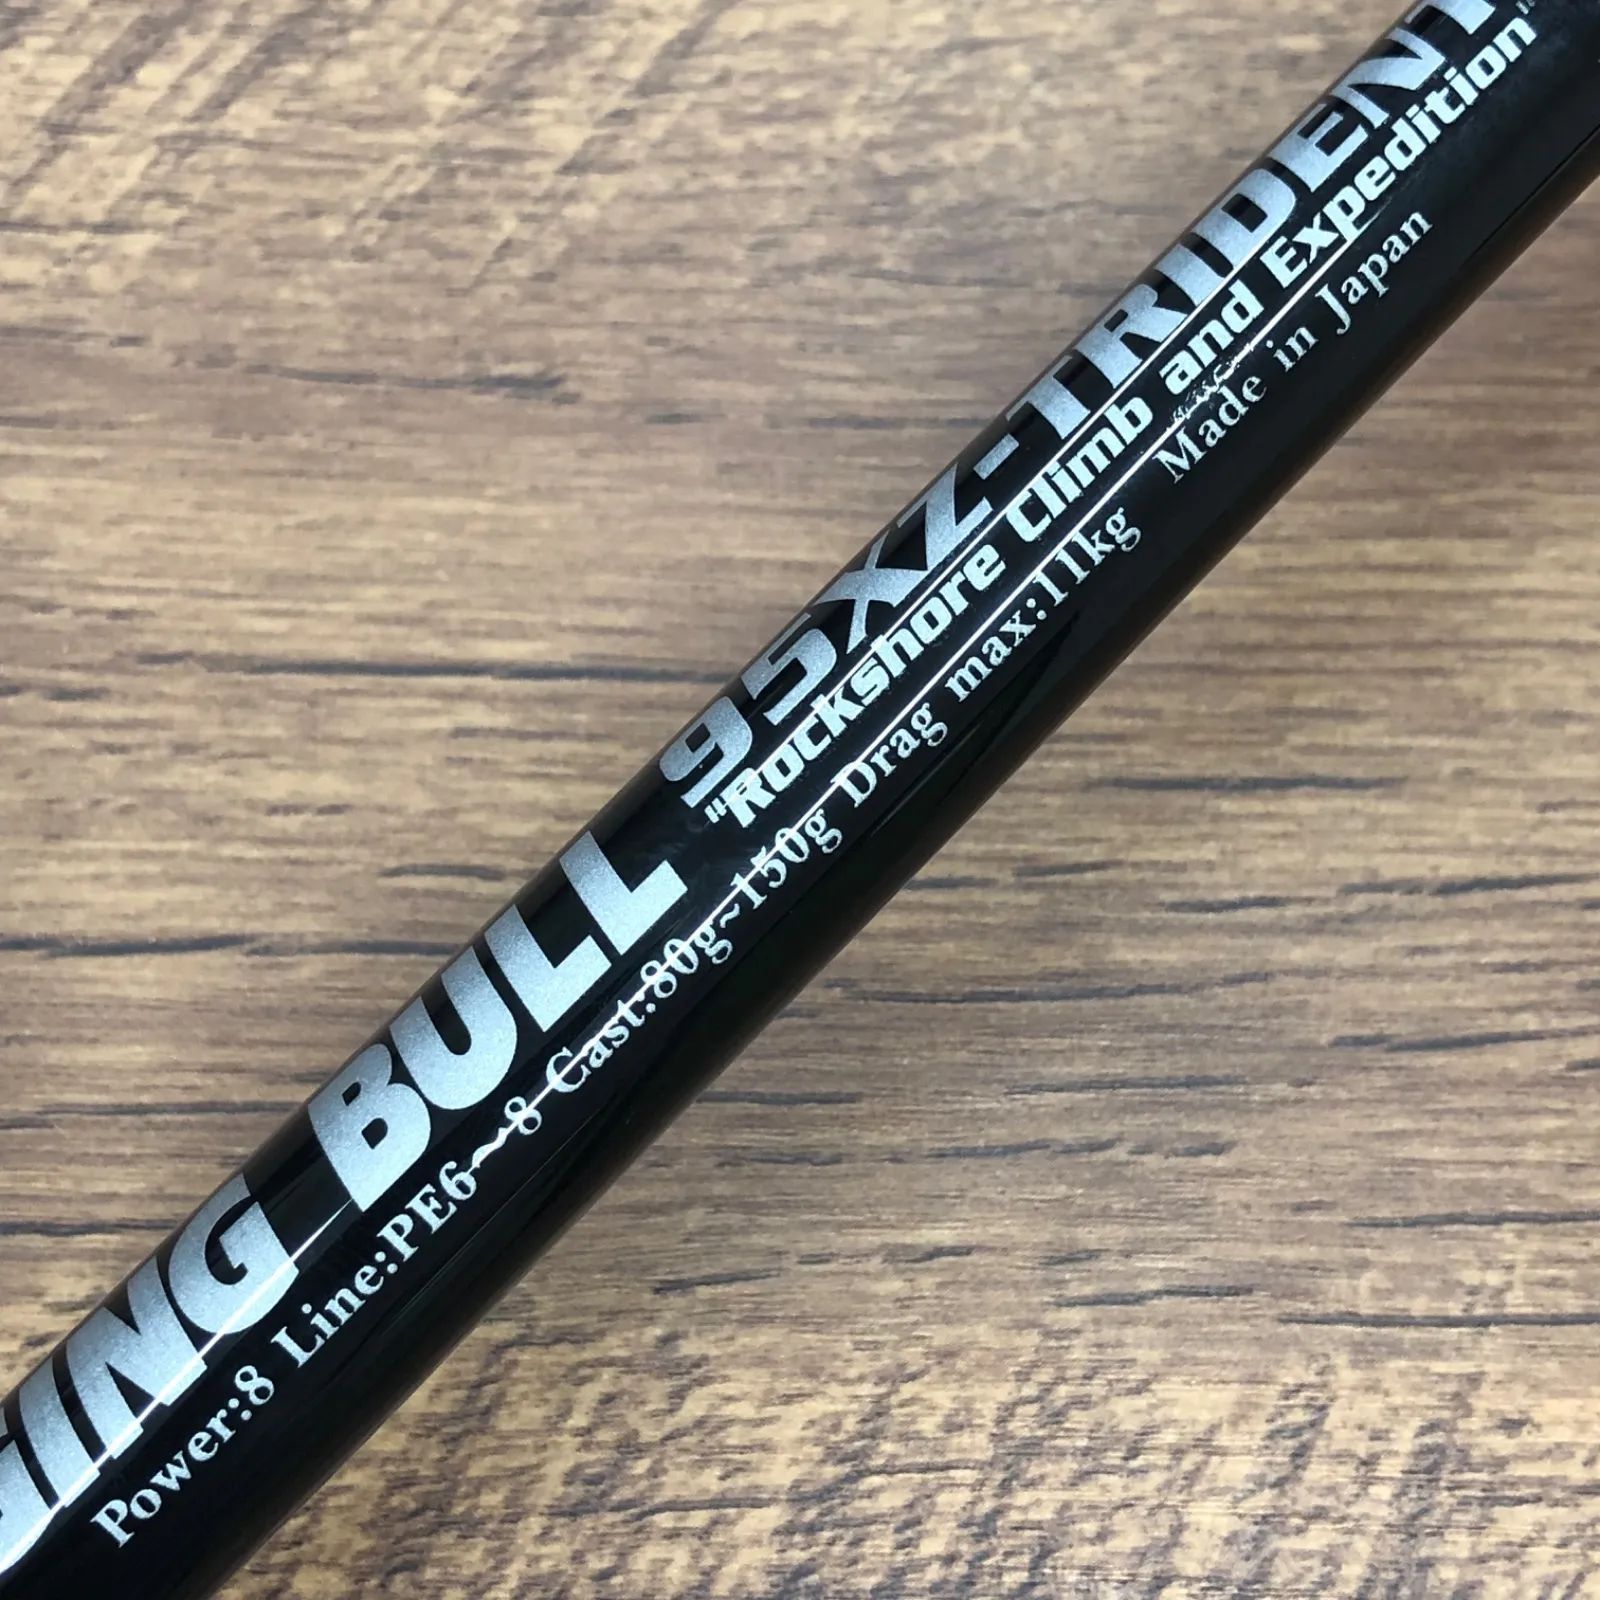 BULL 95XZ-TRIDENT
"Rockshore Climb and Expedition"
Power:8 Line:PE6~8 Cast:80g~150g Drag max:11kg Made in Japan